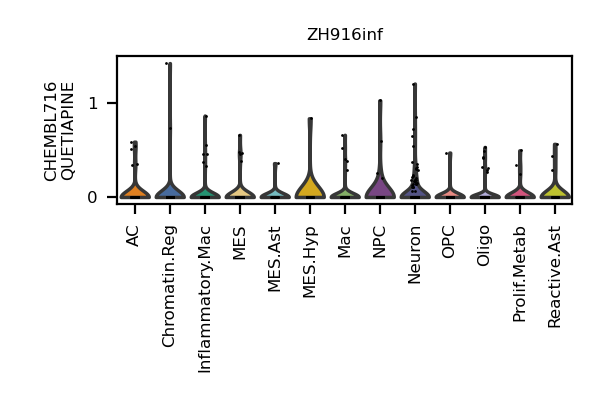 ZH916inf
CHEMBL716
QUETIAPINE
1
0
AC
Chromatin.Reg
Inflammatory.Mac
MES
MES.Ast
MES.Hyp
Mac
NPC
Neuron
OPC
Oligo
Prolif.Metab
Reactive.Ast